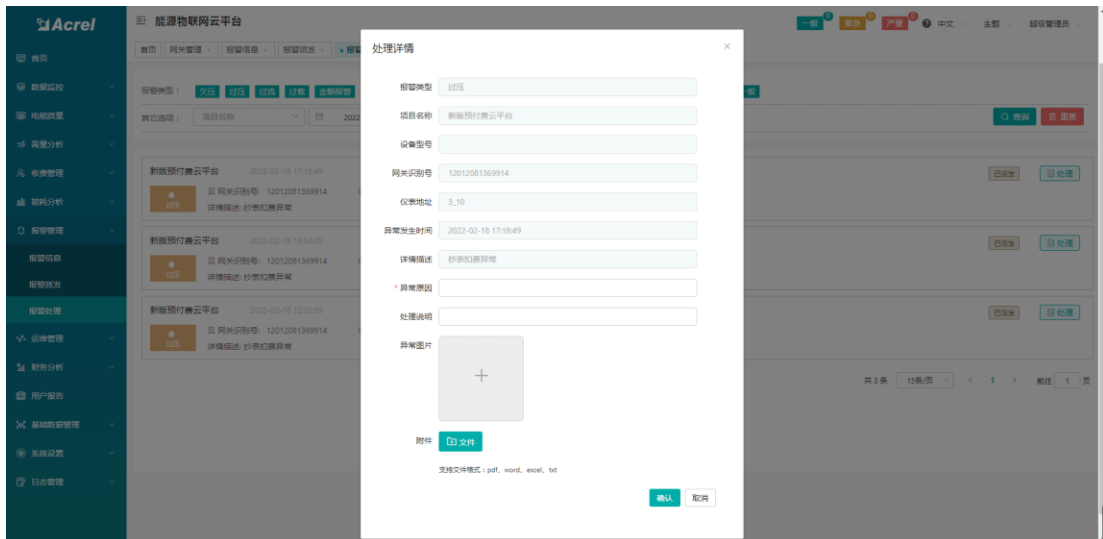 Acrel
能源物联网云平台
一般 0 紧急 0 严重 0 中文 主题 超级管理员
首页
数据监控
电能质量
需量分析
收费管理
能耗分析
报警管理
报警信息
报警派发
报警处理
运维管理
财务分析
用户报告
基础数据管理
系统设置
日志管理
首页 网关管理 报警信息 报警派发
报警类型： 欠压 过压 过流 过载 金额报警
其它选项： 项目名称 2022 查询 重置
新版预付费云平台 2022-02-18 17:18:49
过压
网关识别号: 12012081369914
详情描述: 抄表扣费异常
已派发 处理
新版预付费云平台 2022-02-18 15:54:00
过压
网关识别号: 12012081369914
详情描述: 抄表扣费异常
已派发 处理
新版预付费云平台
过压
网关识别号: 12012081369914
详情描述: 抄表扣费异常
已派发 处理
共 3 条 15条/页 1 前往 1 页
处理详情 ×
报警类型 过压
项目名称 新版预付费云平台
设备型号
网关识别号 12012081369914
仪表地址 3_10
异常发生时间 2022-02-18 17:18:49
详情描述 抄表扣费异常
* 异常原因
处理说明
异常图片
+
附件 文件
支持文件格式：pdf、word、excel、txt
确认 取消